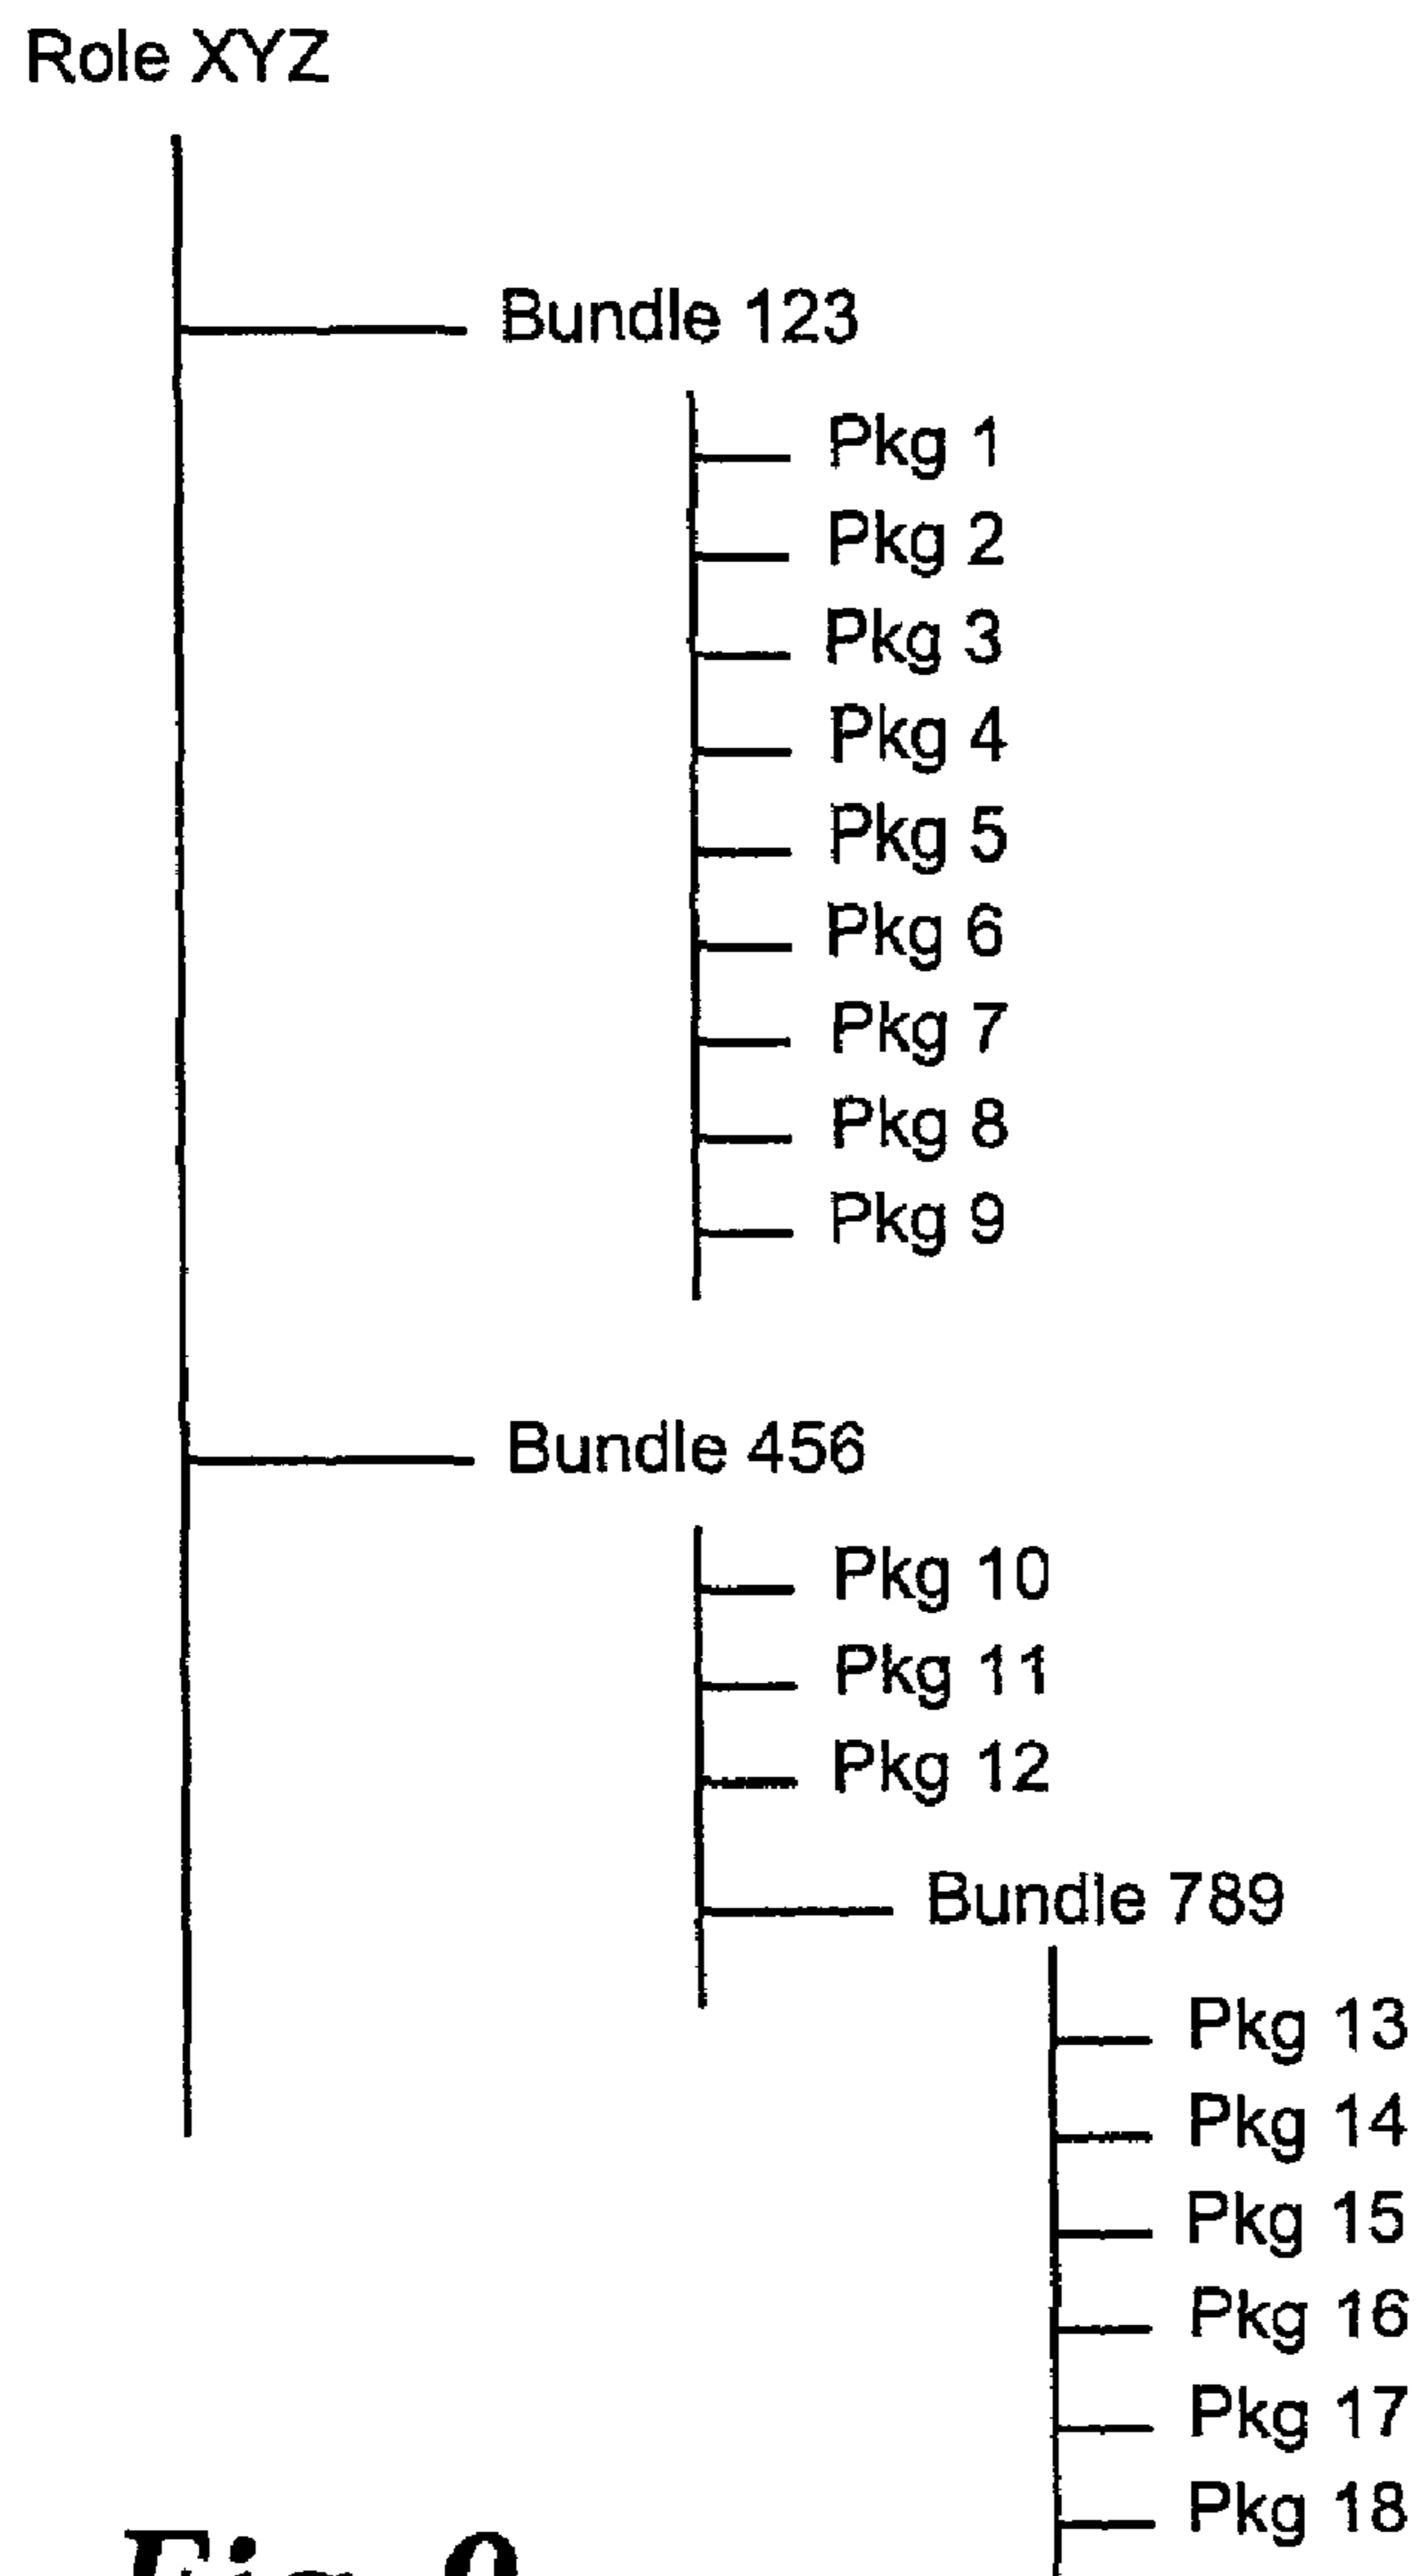 Role XYZ
Bundle 123
Pkg 1
Pkg 2
Pkg 3
Pkg 4
Pkg 5
Pkg 6
Pkg 7
Pkg 8
Pkg 9
Bundle 456
Pkg 10
Pkg 11
Pkg 12
Bundle 789
Pkg 13
Pkg 14
Pkg 15
Pkg 16
Pkg 17
Pkg 18